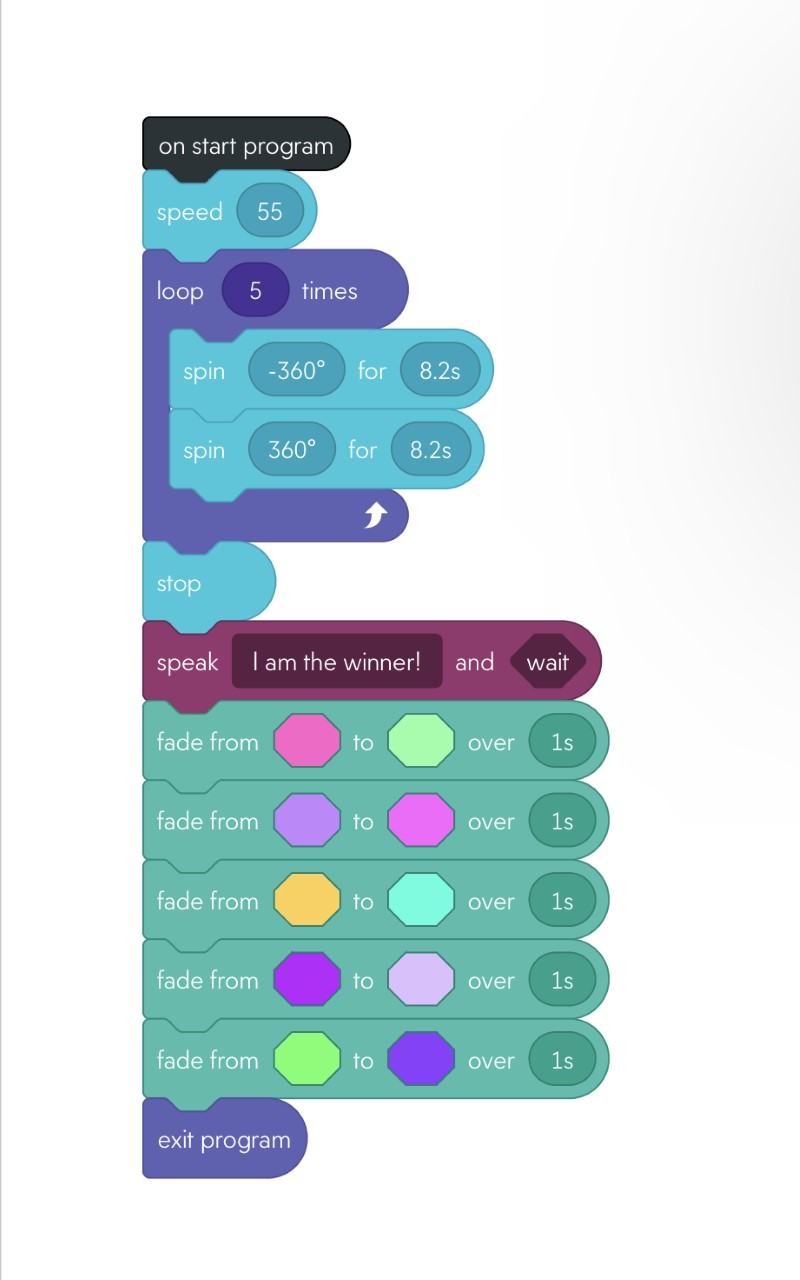 on start program
speed 55
loop 5 times
spin -360° for 8.2s
spin 360° for 8.2s
stop
speak I am the winner! and wait
fade from to over 1s
fade from to over 1s
fade from to over 1s
fade from to over 1s
fade from to over 1s
exit program